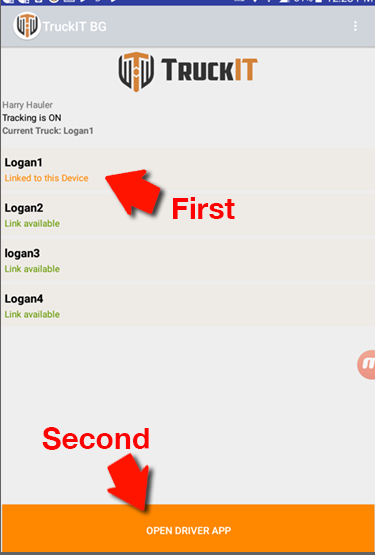 TruckIT BG
TRUCKIT
Harry Hauler
Tracking is ON
Current Truck: Logan1
Logan1
Linked to this Device
First
Logan2
Link available
logan3
Link available
Logan4
Link available
Second
OPEN DRIVER APP